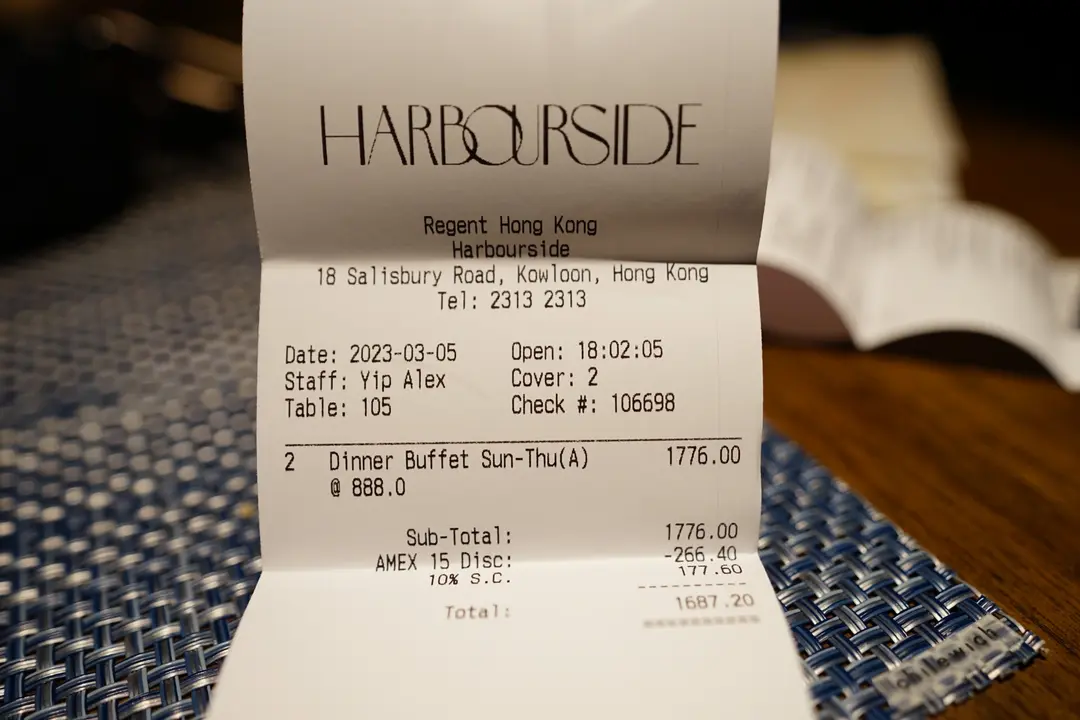 HARBOURSIDE
Regent Hong Kong
Harbourside
18 Salisbury Road, Kowloon, Hong Kong
Tel: 2313 2313
Date: 2023-03-05 Open: 18:02:05
Staff: Yip Alex Cover: 2
Table: 105 Check #: 106698
2 Dinner Buffet Sun-Thu(A) 1776.00
@ 888.0
Sub-Total: 1776.00
AMEX 15 Disc: -266.40
10% S.C. 177.60
Total: 1687.20
chilewich